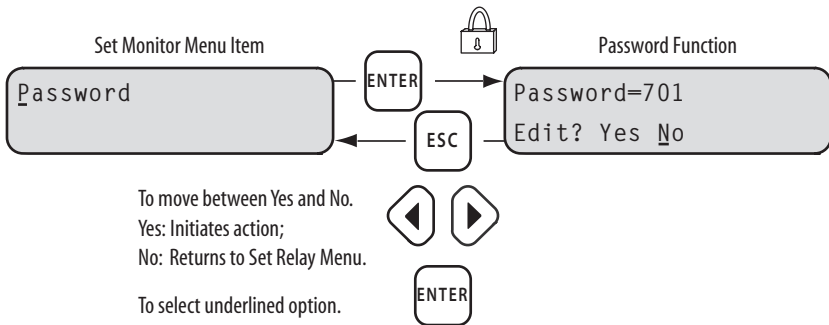 Set Monitor Menu Item
Password Function
Password
ENTER
Password=701
Edit? Yes No
ESC
To move between Yes and No.
Yes: Initiates action;
No: Returns to Set Relay Menu.
To select underlined option.
ENTER